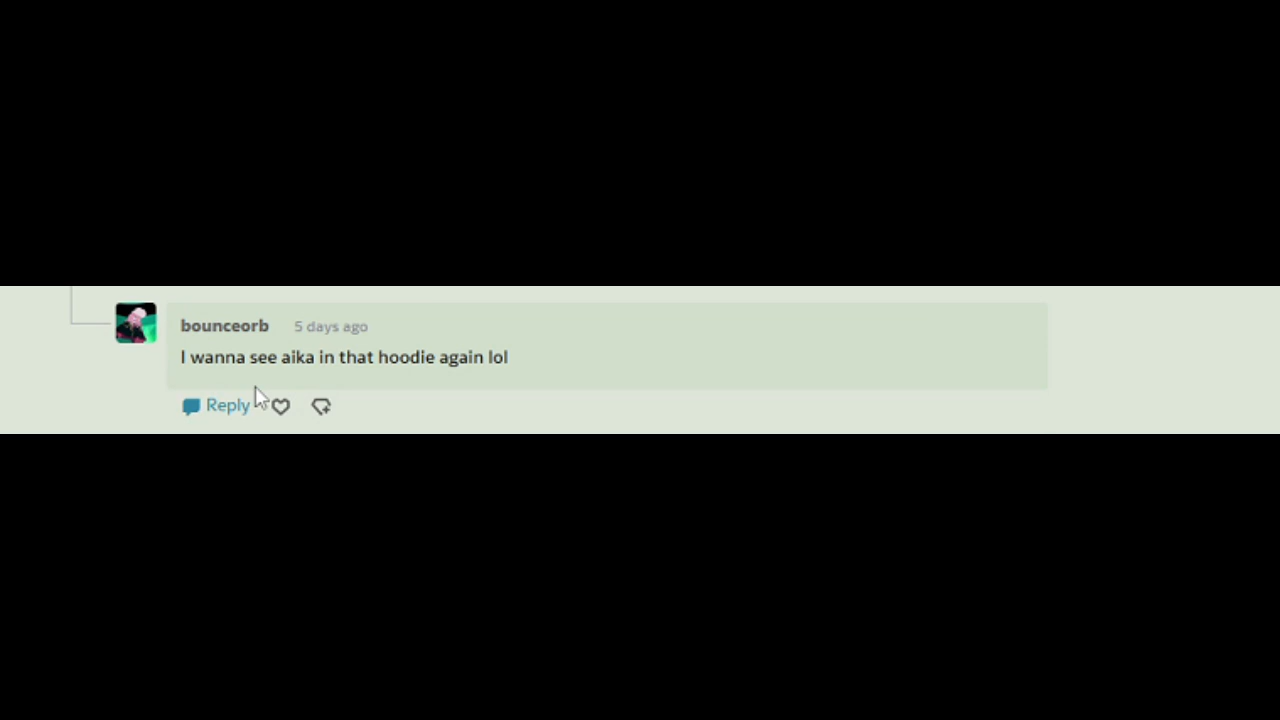 bounceorb 5 days ago
I wanna see aika in that hoodie again lol
Reply